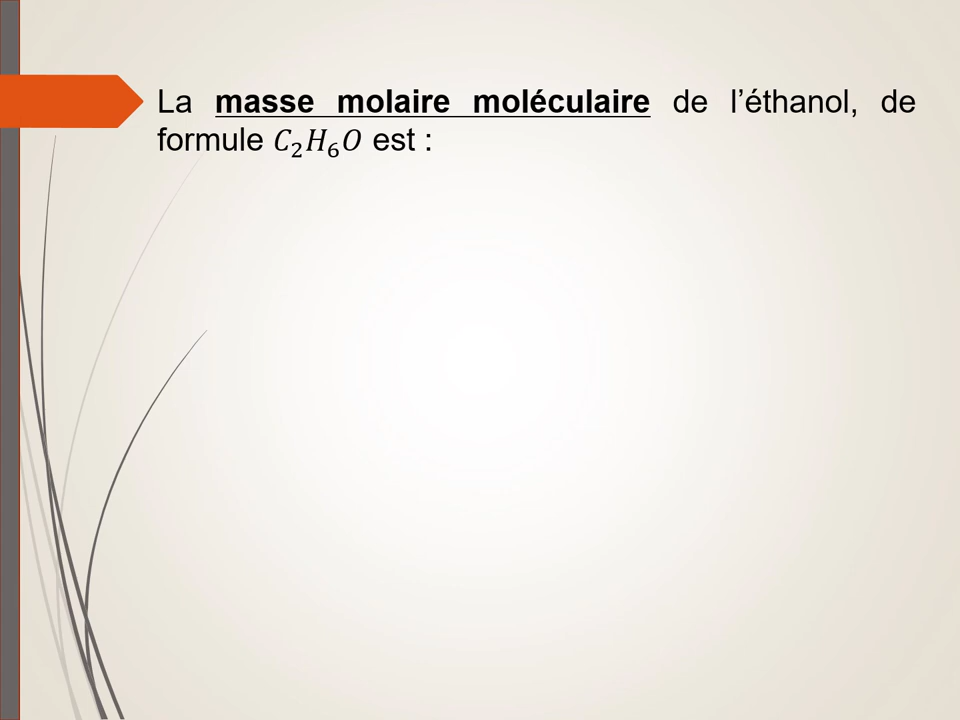 La masse molaire moléculaire de l’éthanol, de
formule 𝐶₂𝐻₆𝑂 est :